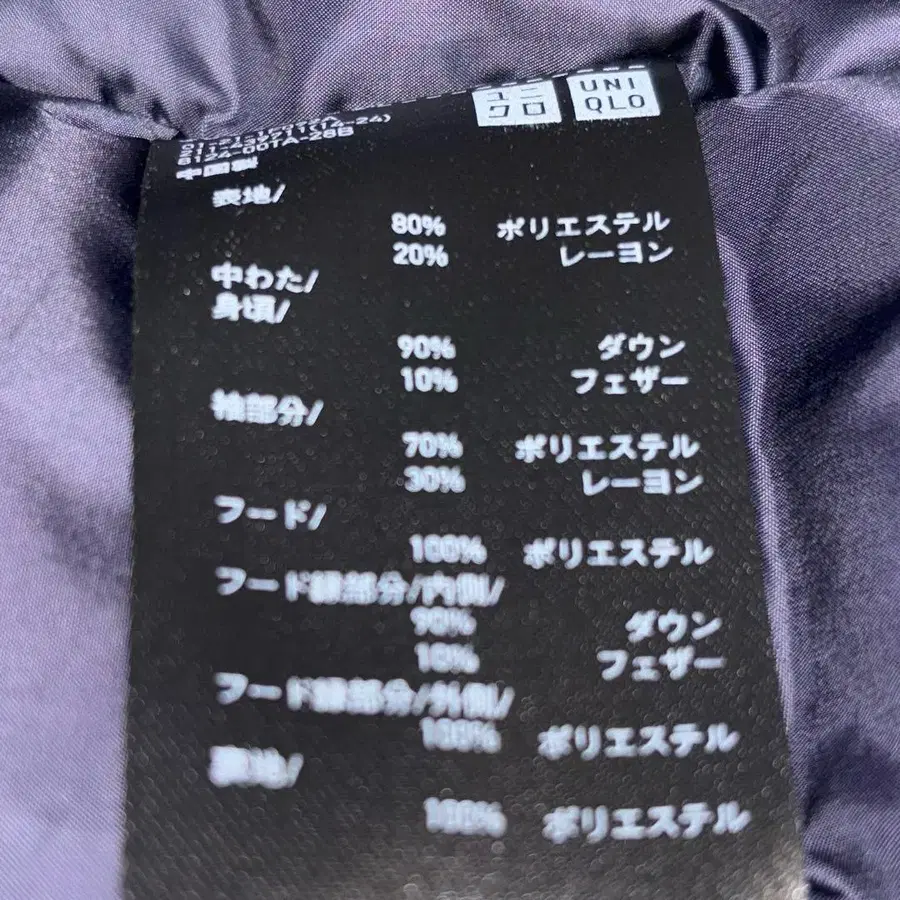 ユニ
クロ
UNI
QLO
中国製
表地/
80% ポリエステル
20% レーヨン
中わた/
身頃/
90% ダウン
10% フェザー
袖部分/
70% ポリエステル
30% レーヨン
フード/
100% ポリエステル
フード縁部分/内側/
90% ダウン
10% フェザー
フード縁部分/外側/
100% ポリエステル
裏地/
100% ポリエステル